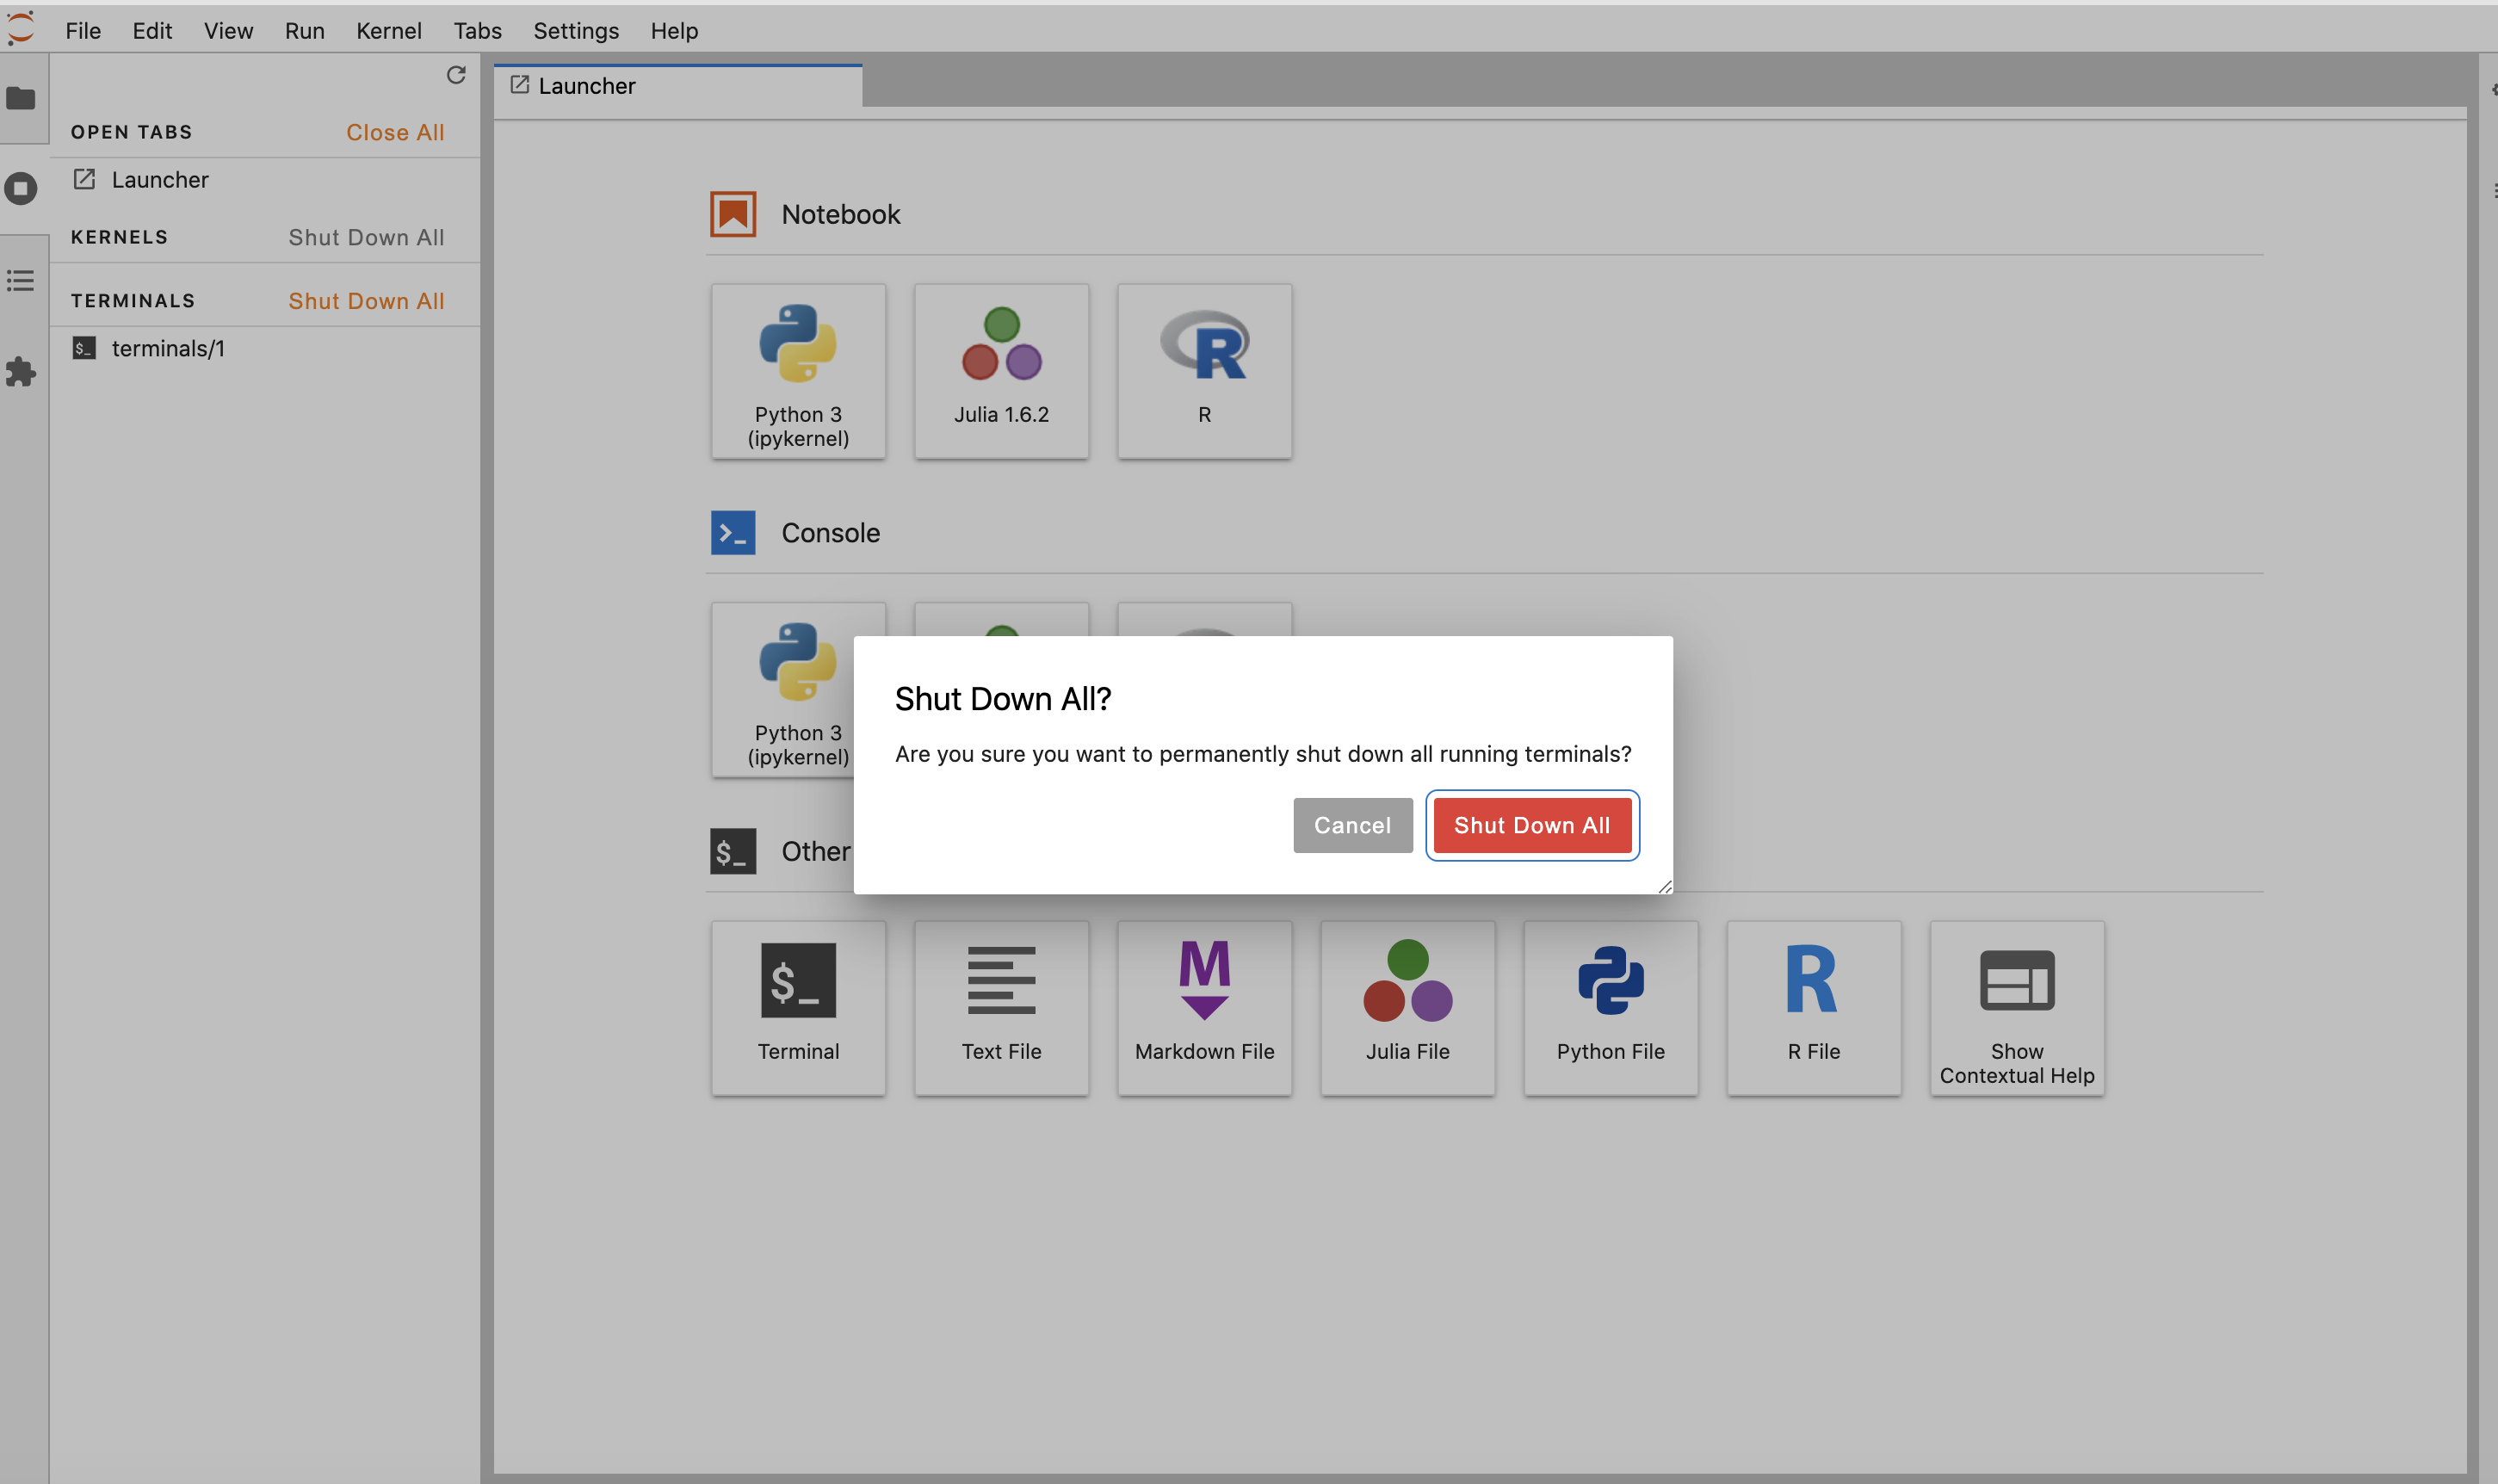 File Edit View Run Kernel Tabs Settings Help
OPEN TABS Close All
Launcher
KERNELS Shut Down All
TERMINALS Shut Down All
$_ terminals/1
Launcher
Notebook
Python 3
(ipykernel)
Julia 1.6.2
R
R
Console
Python 3
(ipykernel)
Shut Down All?
Are you sure you want to permanently shut down all running terminals?
Cancel Shut Down All
$_ Other
$_
Terminal
Text File
M
Markdown File
Julia File
Python File
R
R File
Show
Contextual Help